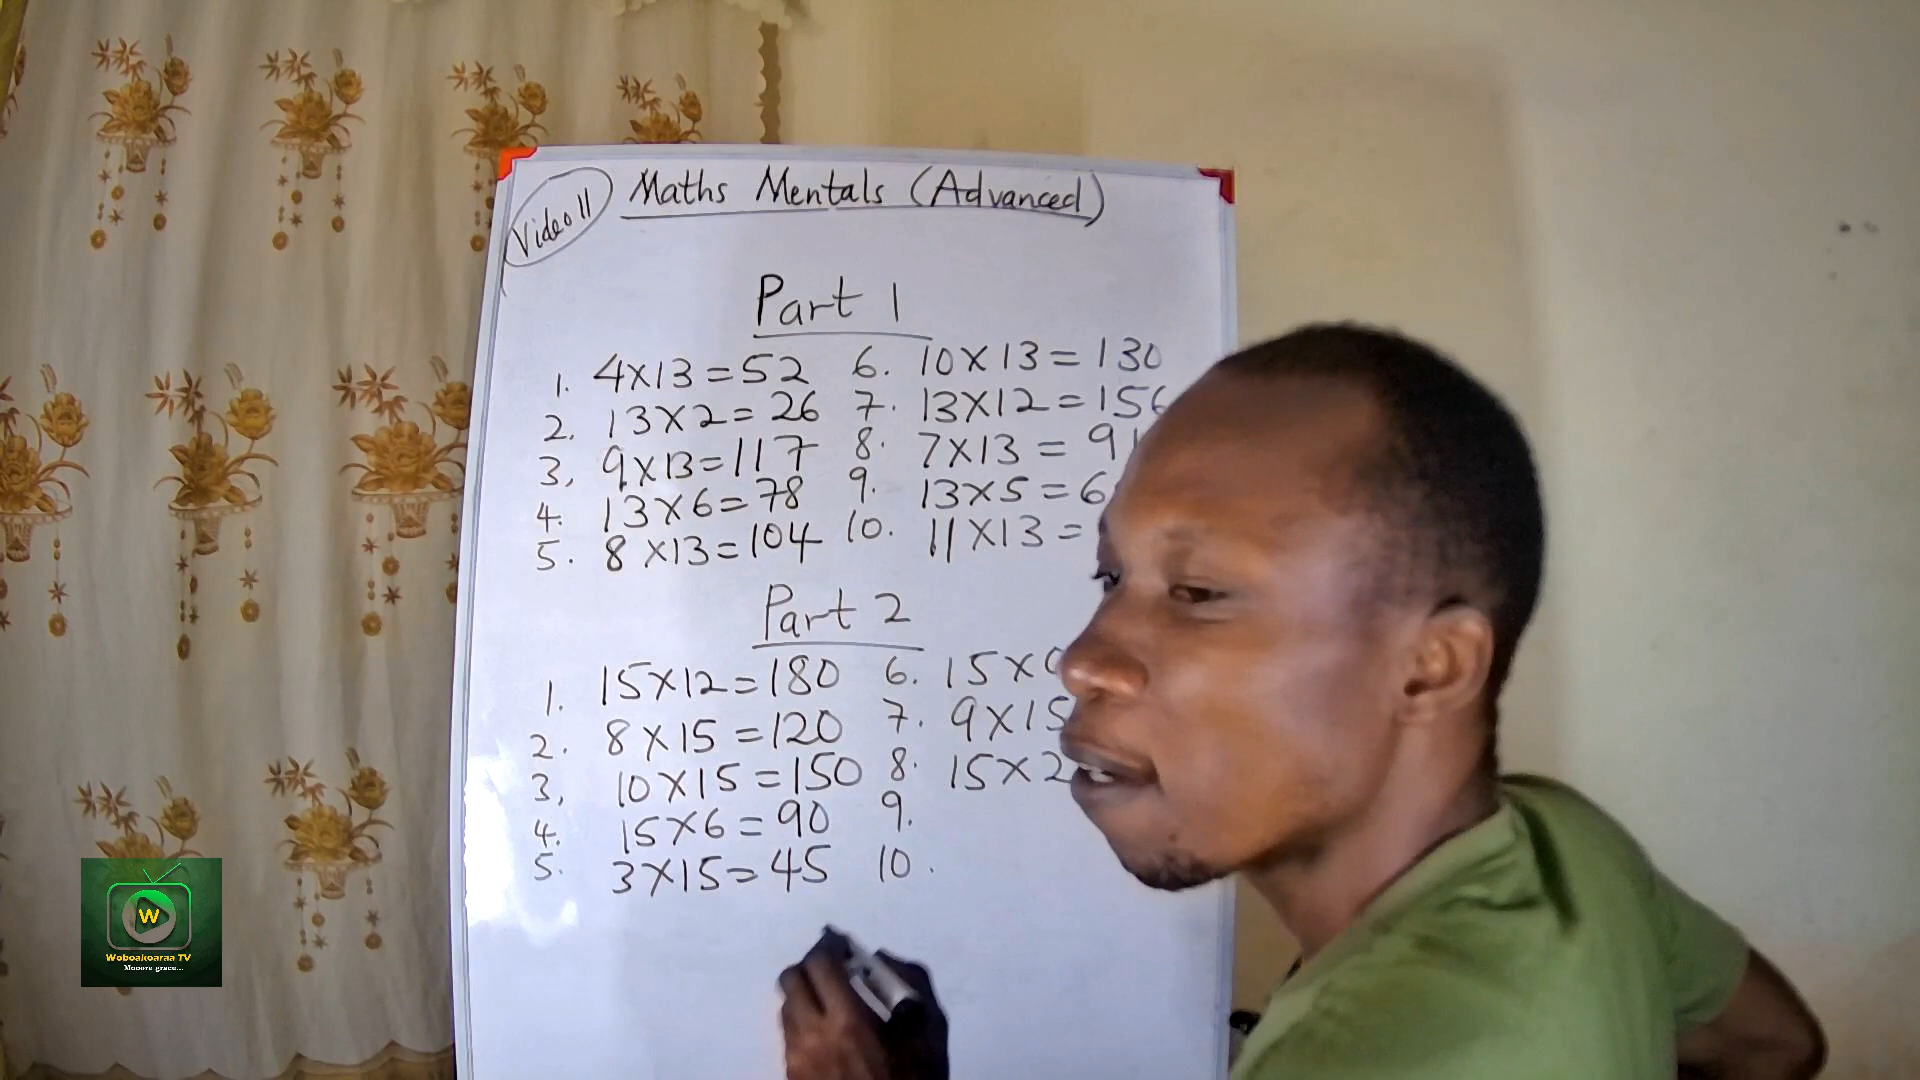 Video 11
Maths Mentals (Advanced)
Part 1
1. 4×13=52
2. 13×2=26
3, 9×13=117
4. 13×6=78
5. 8×13=104
6. 10×13=130
7. 13×12=156
8. 7×13=91
9. 13×5=6
10. 11×13=
Part 2
1. 15×12=180
2. 8×15=120
3, 10×15=150
4. 15×6=90
5. 3×15=45
6. 15×
7. 9×15
8. 15×2
9.
10.
W
Woboakoaraa TV
Mooore grace...